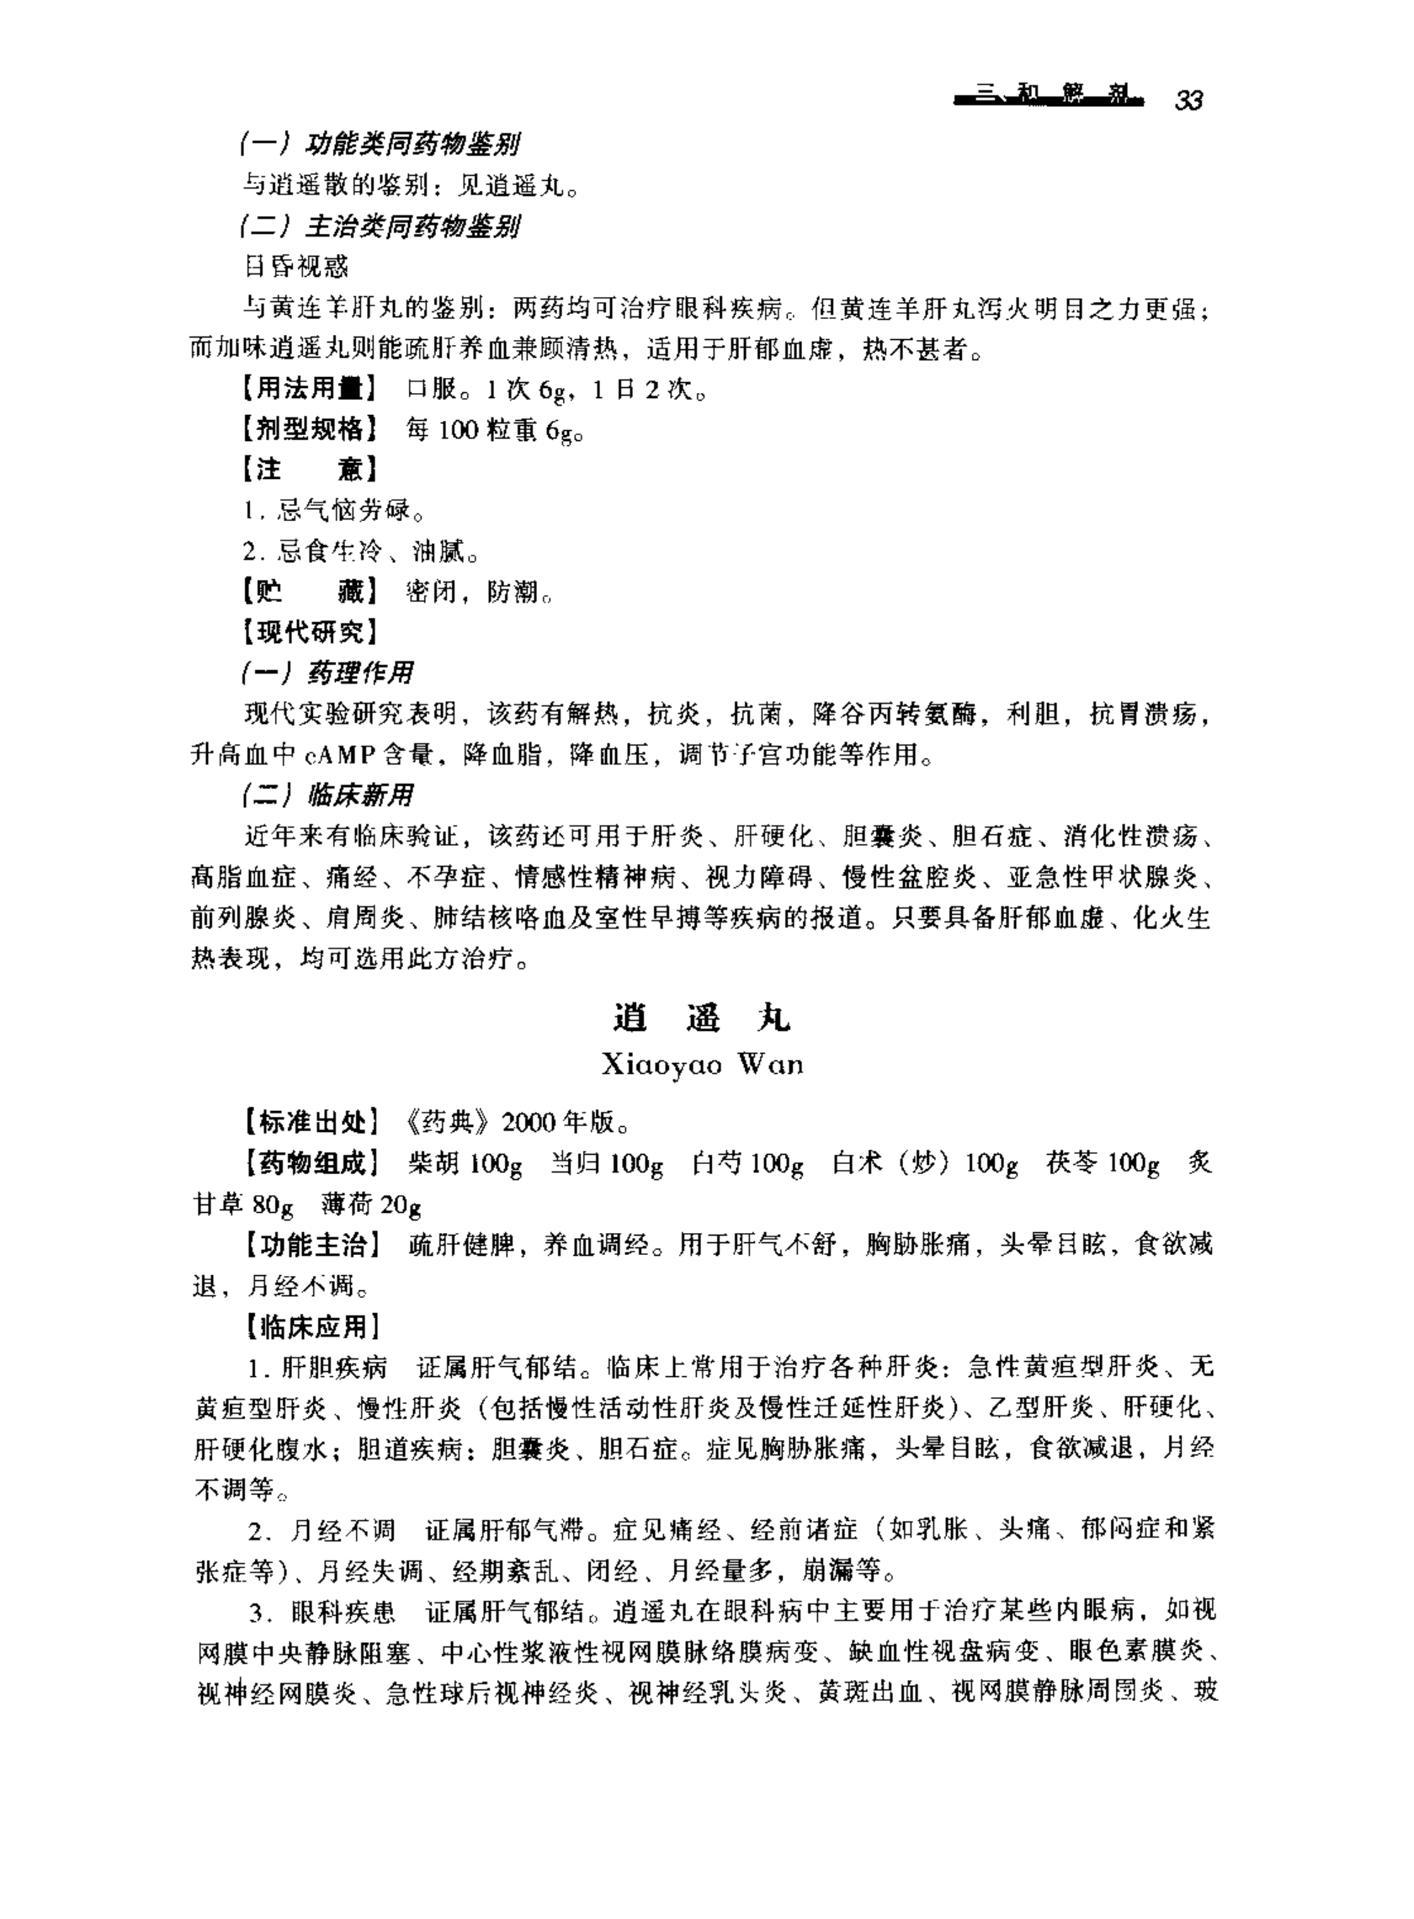 三、和解剂 33
(一) 功能类同药物鉴别
与逍遥散的鉴别：见逍遥丸。
(二) 主治类同药物鉴别
目昏视惑
与黄连羊肝丸的鉴别：两药均可治疗眼科疾病。但黄连羊肝丸泻火明目之力更强；
而加味逍遥丸则能疏肝养血兼顾清热，适用于肝郁血虚，热不甚者。
【用法用量】 口服。1 次 6g，1 日 2 次。
【剂型规格】 每 100 粒重 6g。
【注 意】
1. 忌气恼劳碌。
2. 忌食生冷、油腻。
【贮 藏】 密闭，防潮。
【现代研究】
(一) 药理作用
现代实验研究表明，该药有解热，抗炎，抗菌，降谷丙转氨酶，利胆，抗胃溃疡，
升高血中 cAMP 含量，降血脂，降血压，调节子宫功能等作用。
(二) 临床新用
近年来有临床验证，该药还可用于肝炎、肝硬化、胆囊炎、胆石症、消化性溃疡、
高脂血症、痛经、不孕症、情感性精神病、视力障碍、慢性盆腔炎、亚急性甲状腺炎、
前列腺炎、肩周炎、肺结核咯血及室性早搏等疾病的报道。只要具备肝郁血虚、化火生
热表现，均可选用此方治疗。
逍 遥 丸
Xiaoyao Wan
【标准出处】 《药典》2000 年版。
【药物组成】 柴胡 100g 当归 100g 白芍 100g 白术（炒）100g 茯苓 100g 炙
甘草 80g 薄荷 20g
【功能主治】 疏肝健脾，养血调经。用于肝气不舒，胸胁胀痛，头晕目眩，食欲减
退，月经不调。
【临床应用】
1. 肝胆疾病 证属肝气郁结。临床上常用于治疗各种肝炎：急性黄疸型肝炎、无
黄疸型肝炎、慢性肝炎（包括慢性活动性肝炎及慢性迁延性肝炎）、乙型肝炎、肝硬化、
肝硬化腹水；胆道疾病：胆囊炎、胆石症。症见胸胁胀痛，头晕目眩，食欲减退，月经
不调等。
2. 月经不调 证属肝郁气滞。症见痛经、经前诸症（如乳胀、头痛、郁闷症和紧
张症等）、月经失调、经期紊乱、闭经、月经量多，崩漏等。
3. 眼科疾患 证属肝气郁结。逍遥丸在眼科病中主要用于治疗某些内眼病，如视
网膜中央静脉阻塞、中心性浆液性视网膜脉络膜病变、缺血性视盘病变、眼色素膜炎、
视神经网膜炎、急性球后视神经炎、视神经乳头炎、黄斑出血、视网膜静脉周围炎、玻